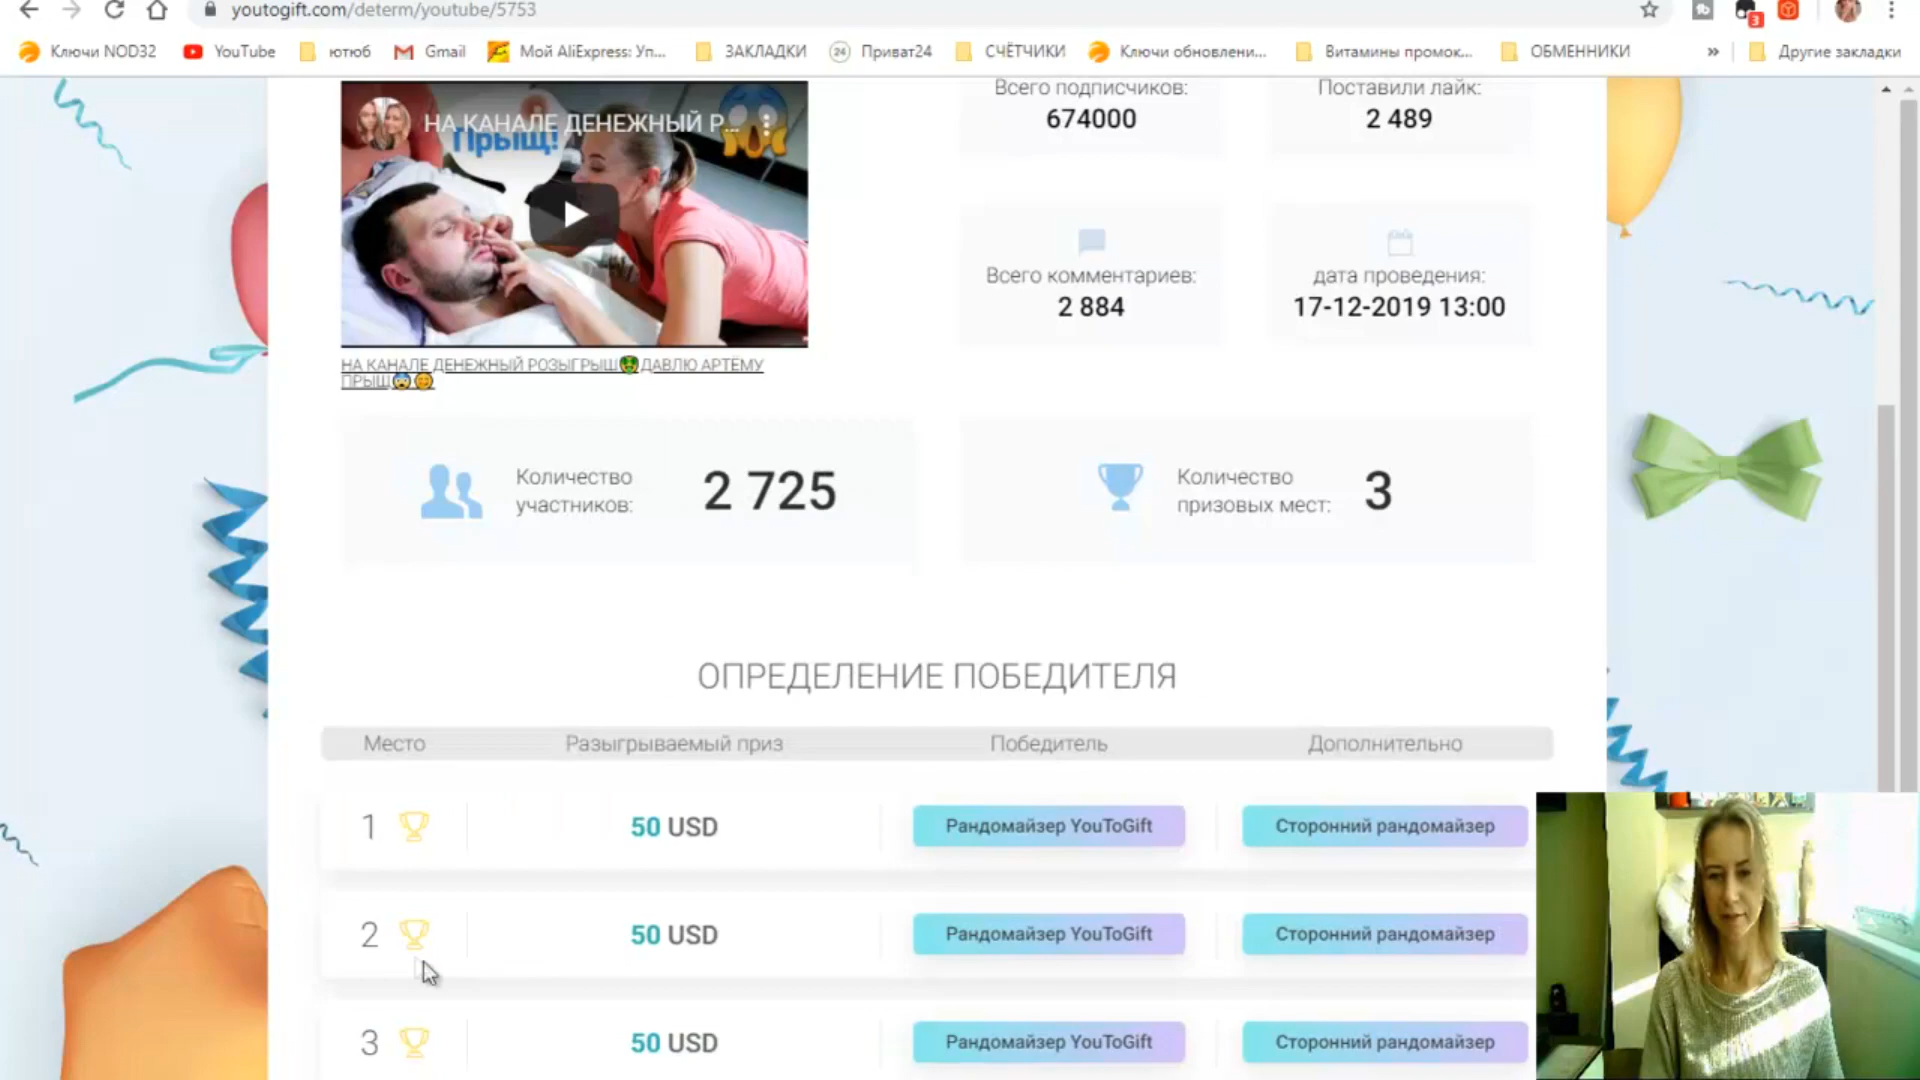 youtogift.com/determ/youtube/5753
3
Ключи NOD32
YouTube
ютюб
Gmail
Мой AliExpress: Уп...
ЗАКЛАДКИ
24
Приват24
СЧЁТЧИКИ
Ключи обновлени...
Витамины промок...
ОБМЕННИКИ
»
Другие закладки
НА КАНАЛЕ ДЕНЕЖНЫЙ Р...
Прыщ!
НА КАНАЛЕ ДЕНЕЖНЫЙ РОЗЫГРЫШ🤑ДАВЛЮ АРТЁМУ
ПРЫЩ😨😊
Всего подписчиков:
674000
Поставили лайк:
2 489
Всего комментариев:
2 884
дата проведения:
17-12-2019 13:00
Количество
участников:
2 725
Количество
призовых мест:
3
ОПРЕДЕЛЕНИЕ ПОБЕДИТЕЛЯ
Место Разыгрываемый приз Победитель Дополнительно
1 50 USD Рандомайзер YouToGift Сторонний рандомайзер
2 50 USD Рандомайзер YouToGift Сторонний рандомайзер
3 50 USD Рандомайзер YouToGift Сторонний рандомайзер